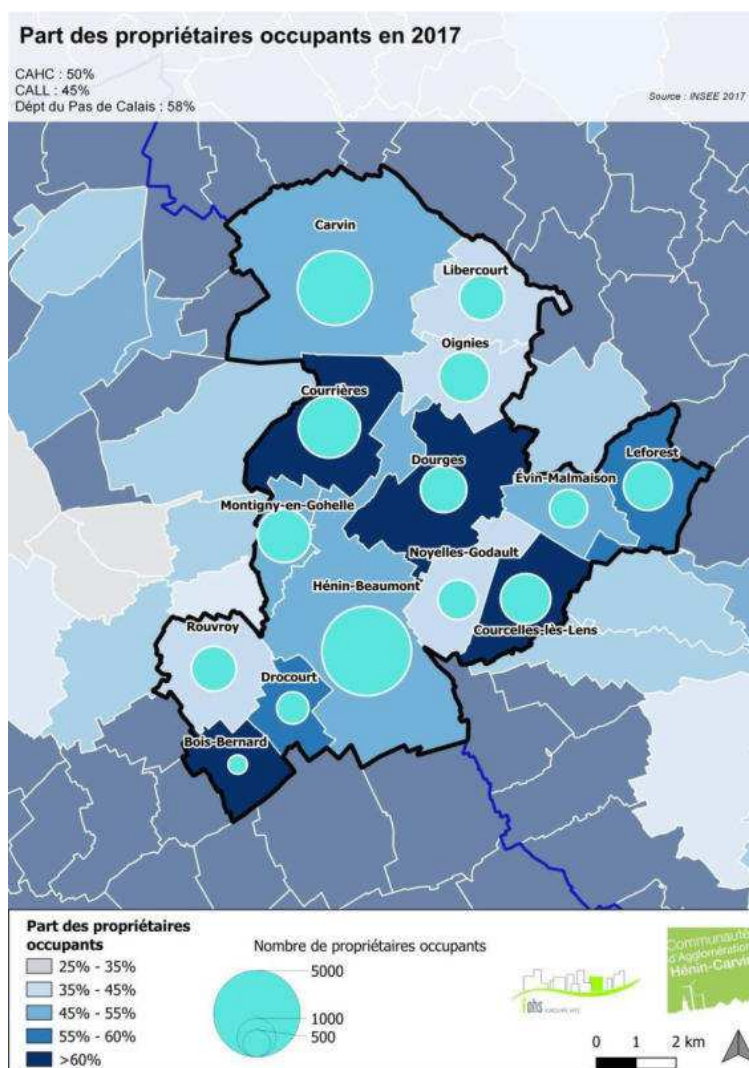 Part des propriétaires occupants en 2017
CAHC : 50%
CALL : 45%
Dépt du Pas de Calais : 58%
Source : INSEE 2017
Carvin
Libercourt
Oignies
Courrières
Dourges
Leforest
Évin-Malmaison
Montigny-en-Gohelle
Noyelles-Godault
Hénin-Beaumont
Courcelles-lès-Lens
Rouvroy
Drocourt
Bois-Bernard
Part des propriétaires
occupants
25% - 35%
35% - 45%
45% - 55%
55% - 60%
>60%
Nombre de propriétaires occupants
5000
1000
500
Communauté
d'Agglomération
Hénin-Carvin
0 1 2 km